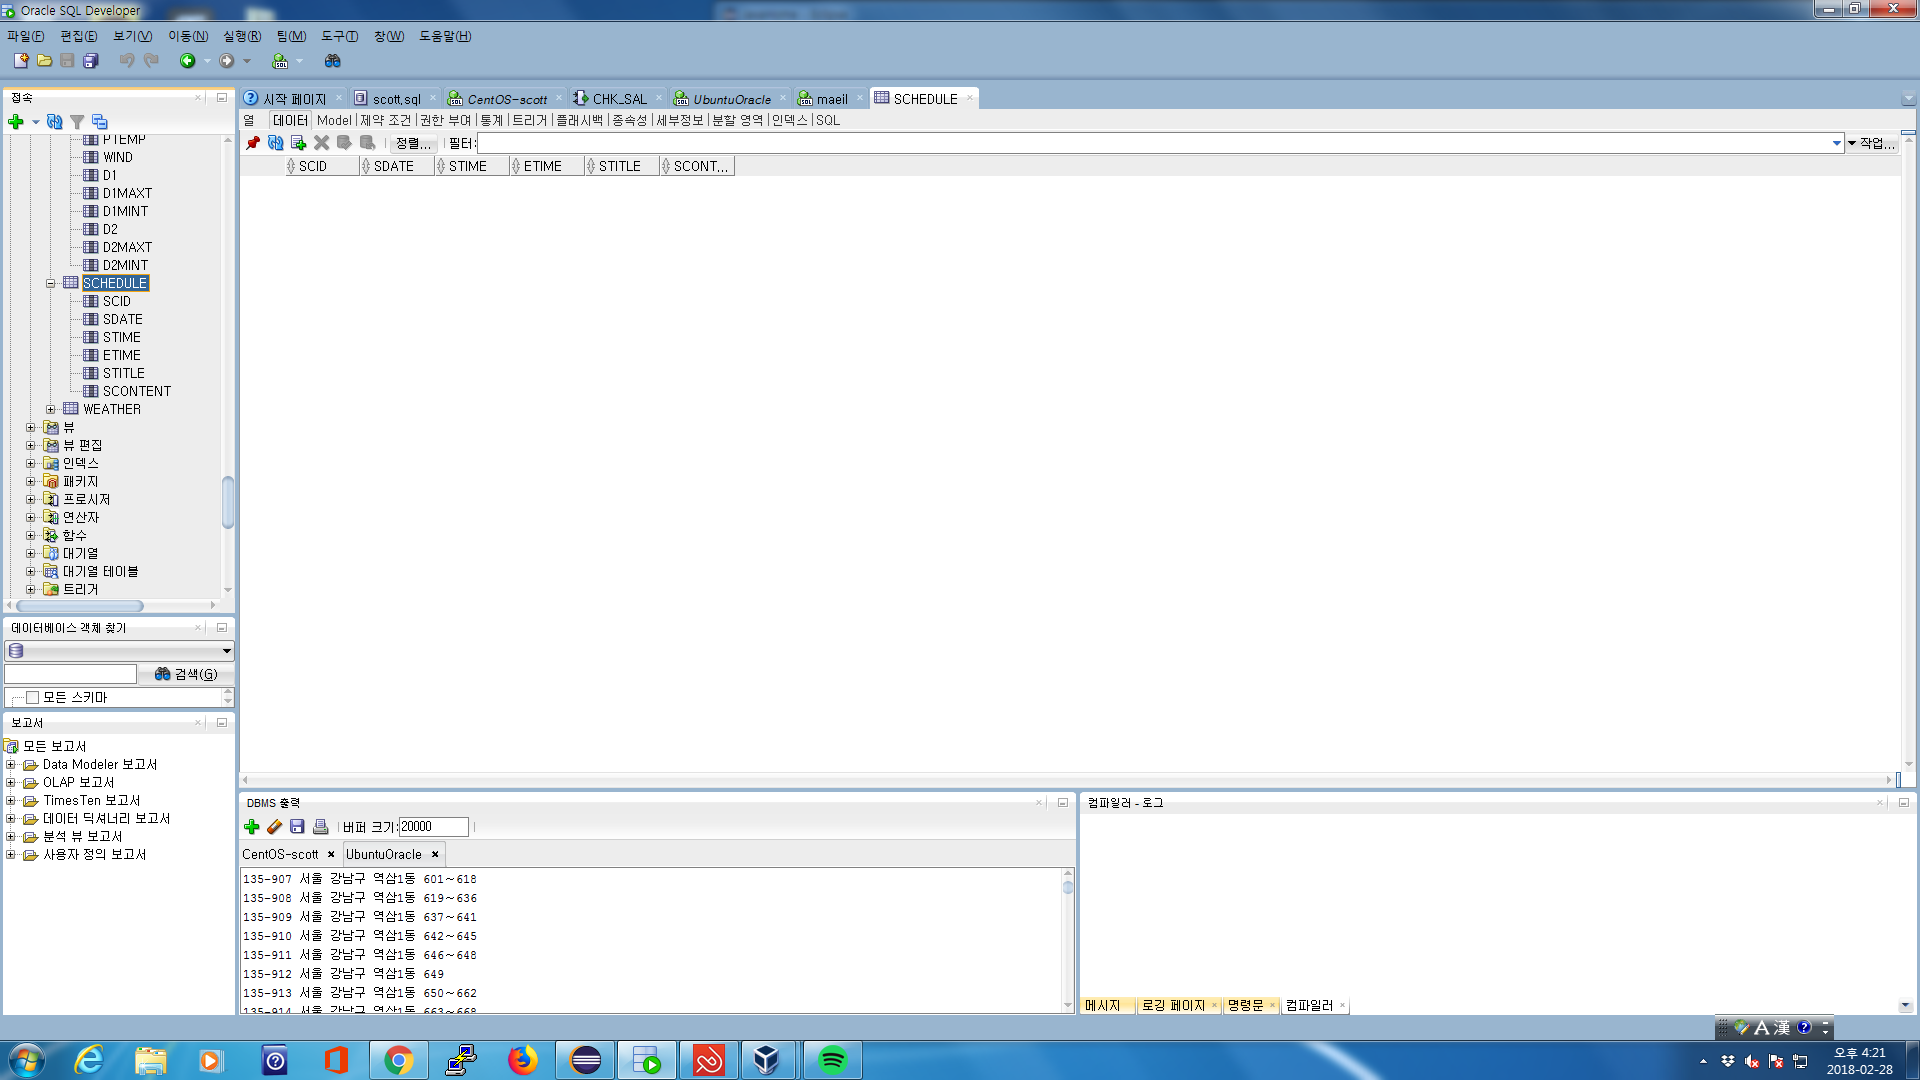 Oracle SQL Developer
파일(F) 편집(E) 보기(V) 이동(N) 실행(R) 팀(M) 도구(T) 창(W) 도움말(H)
접속
시작 페이지 scott.sql CentOS-scott CHK_SAL UbuntuOracle maeil SCHEDULE
열 데이터 Model 제약 조건 권한 부여 통계 트리거 플래시백 종속성 세부정보 분할 영역 인덱스 SQL
정렬... 필터: 작업...
SCID SDATE STIME ETIME STITLE SCONT...
PTEMP
WIND
D1
D1MAXT
D1MINT
D2
D2MAXT
D2MINT
SCHEDULE
SCID
SDATE
STIME
ETIME
STITLE
SCONTENT
WEATHER
뷰
뷰 편집
인덱스
패키지
프로시저
연산자
함수
대기열
대기열 테이블
트리거
데이터베이스 객체 찾기
검색(G)
모든 스키마
보고서
모든 보고서
Data Modeler 보고서
OLAP 보고서
TimesTen 보고서
데이터 딕셔너리 보고서
분석 뷰 보고서
사용자 정의 보고서
DBMS 출력
버퍼 크기: 20000
CentOS-scott UbuntuOracle
135-907 서울 강남구 역삼1동 601~618
135-908 서울 강남구 역삼1동 619~636
135-909 서울 강남구 역삼1동 637~641
135-910 서울 강남구 역삼1동 642~645
135-911 서울 강남구 역삼1동 646~648
135-912 서울 강남구 역삼1동 649
135-913 서울 강남구 역삼1동 650~662
135-914 서울 강남구 역삼1동 663~668
컴파일러 - 로그
메시지 로깅 페이지 명령문 컴파일러
A 漢
오후 4:21
2018-02-28